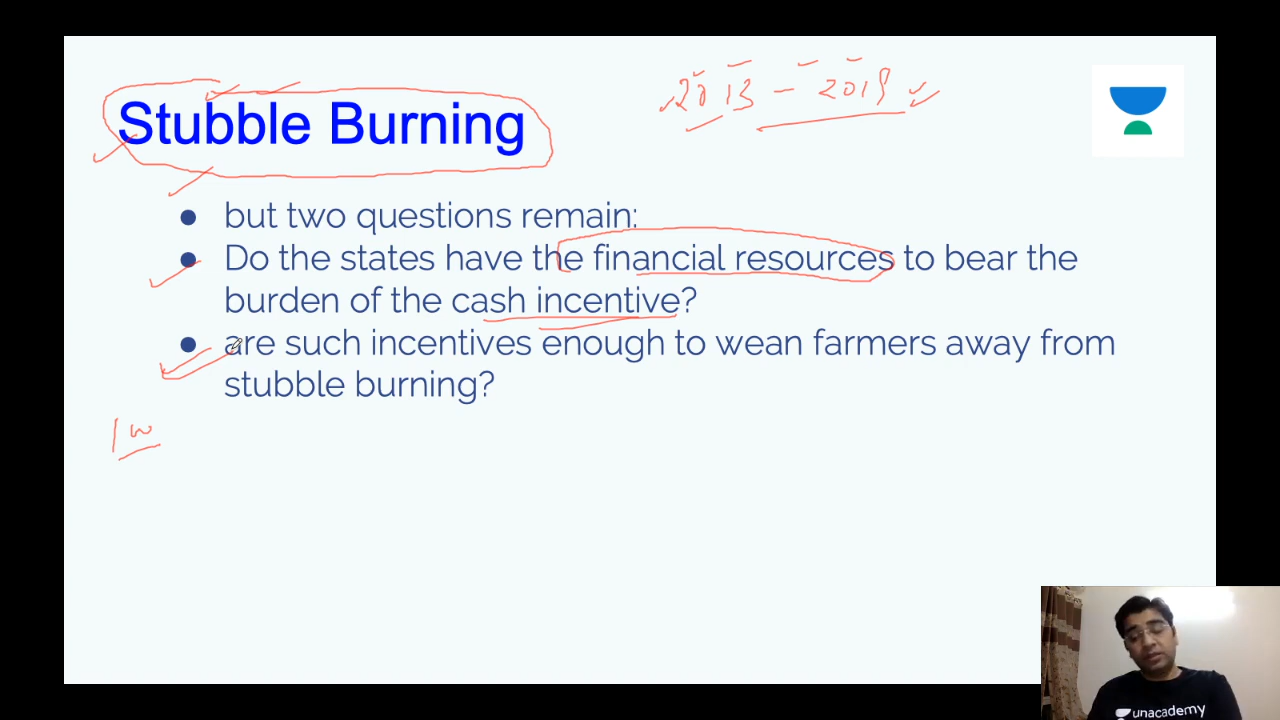 2013 - 2019
Stubble Burning
but two questions remain:
Do the states have the financial resources to bear the
burden of the cash incentive?
are such incentives enough to wean farmers away from
stubble burning?
unacademy